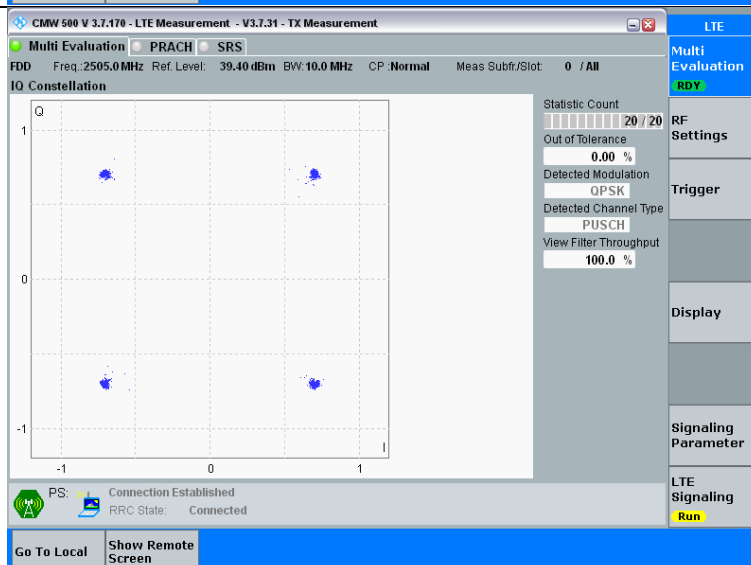 CMW 500 V 3.7.170 - LTE Measurement - V3.7.31 - TX Measurement
LTE
Multi Evaluation PRACH SRS
FDD Freq.:2505.0 MHz Ref. Level: 39.40 dBm BW:10.0 MHz CP :Normal Meas Subfr./Slot: 0 / All
IQ Constellation
Q
1
0
-1
I
-1 0 1
Statistic Count
20 / 20
Out of Tolerance
0.00 %
Detected Modulation
QPSK
Detected Channel Type
PUSCH
View Filter Throughput
100.0 %
Multi
Evaluation
RDY
RF
Settings
Trigger
Display
Signaling
Parameter
LTE
Signaling
Run
PS: Connection Established
RRC State: Connected
Go To Local
Show Remote
Screen